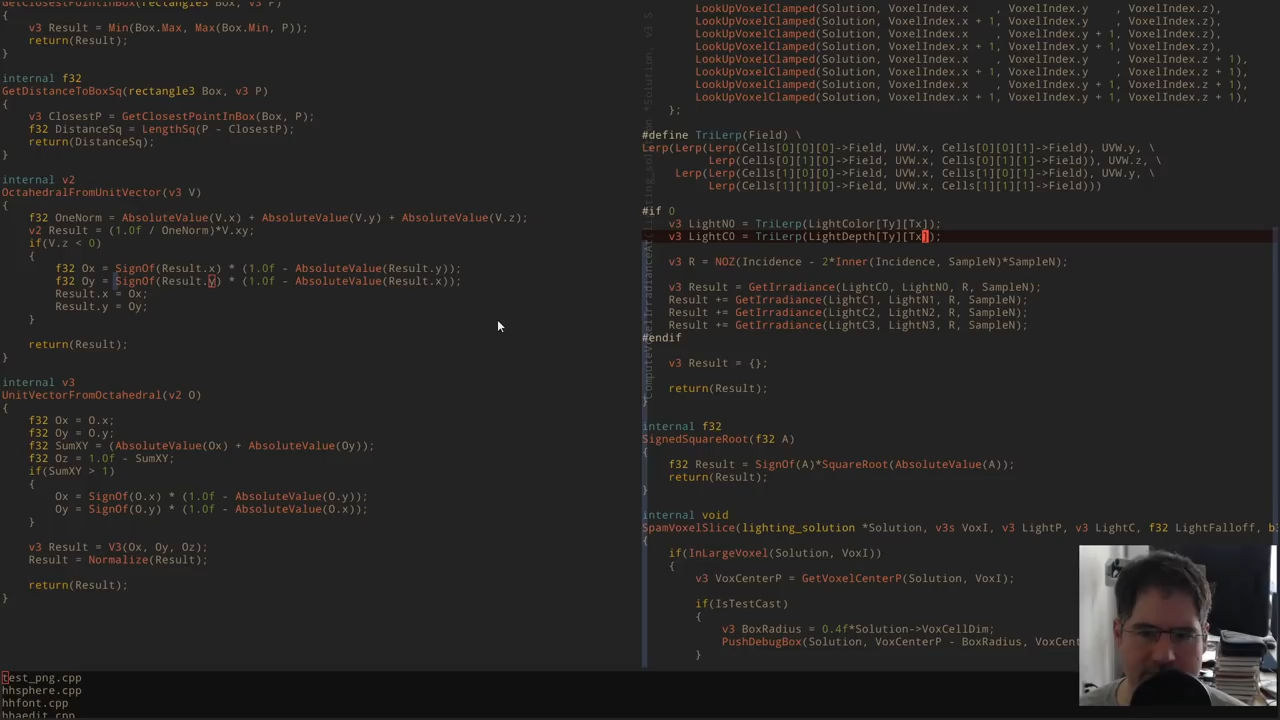 GetClosestPointInBox(rectangle3 Box, v3 P)
{
    v3 Result = Min(Box.Max, Max(Box.Min, P));
    return(Result);
}

internal f32
GetDistanceToBoxSq(rectangle3 Box, v3 P)
{
    v3 ClosestP = GetClosestPointInBox(Box, P);
    f32 DistanceSq = LengthSq(P - ClosestP);
    return(DistanceSq);
}

internal v2
OctahedralFromUnitVector(v3 V)
{
    f32 OneNorm = AbsoluteValue(V.x) + AbsoluteValue(V.y) + AbsoluteValue(V.z);
    v2 Result = (1.0f / OneNorm)*V.xy;
    if(V.z < 0)
    {
        f32 Ox = SignOf(Result.x) * (1.0f - AbsoluteValue(Result.y));
        f32 Oy = SignOf(Result.y) * (1.0f - AbsoluteValue(Result.x));
        Result.x = Ox;
        Result.y = Oy;
    }

    return(Result);
}

internal v3
UnitVectorFromOctahedral(v2 O)
{
    f32 Ox = O.x;
    f32 Oy = O.y;
    f32 SumXY = (AbsoluteValue(Ox) + AbsoluteValue(Oy));
    f32 Oz = 1.0f - SumXY;
    if(SumXY > 1)
    {
        Ox = SignOf(O.x) * (1.0f - AbsoluteValue(O.y));
        Oy = SignOf(O.y) * (1.0f - AbsoluteValue(O.x));
    }

    v3 Result = V3(Ox, Oy, Oz);
    Result = Normalize(Result);

    return(Result);
}
        LookUpVoxelClamped(Solution, VoxelIndex.x    , VoxelIndex.y    , VoxelIndex.z),
        LookUpVoxelClamped(Solution, VoxelIndex.x + 1, VoxelIndex.y    , VoxelIndex.z),
        LookUpVoxelClamped(Solution, VoxelIndex.x    , VoxelIndex.y + 1, VoxelIndex.z),
        LookUpVoxelClamped(Solution, VoxelIndex.x + 1, VoxelIndex.y + 1, VoxelIndex.z),
        LookUpVoxelClamped(Solution, VoxelIndex.x    , VoxelIndex.y    , VoxelIndex.z + 1),
        LookUpVoxelClamped(Solution, VoxelIndex.x + 1, VoxelIndex.y    , VoxelIndex.z + 1),
        LookUpVoxelClamped(Solution, VoxelIndex.x    , VoxelIndex.y + 1, VoxelIndex.z + 1),
        LookUpVoxelClamped(Solution, VoxelIndex.x + 1, VoxelIndex.y + 1, VoxelIndex.z + 1),
    };

#define TriLerp(Field) \
Lerp(Lerp(Lerp(Cells[0][0][0]->Field, UVW.x, Cells[0][0][1]->Field), UVW.y, \
          Lerp(Cells[0][1][0]->Field, UVW.x, Cells[0][1][1]->Field)), UVW.z, \
     Lerp(Lerp(Cells[1][0][0]->Field, UVW.x, Cells[1][0][1]->Field), UVW.y, \
          Lerp(Cells[1][1][0]->Field, UVW.x, Cells[1][1][1]->Field)))

#if 0
    v3 LightN0 = TriLerp(LightColor[Ty][Tx]);
    v3 LightC0 = TriLerp(LightDepth[Ty][Tx]);

    v3 R = NOZ(Incidence - 2*Inner(Incidence, SampleN)*SampleN);

    v3 Result = GetIrradiance(LightC0, LightN0, R, SampleN);
    Result += GetIrradiance(LightC1, LightN1, R, SampleN);
    Result += GetIrradiance(LightC2, LightN2, R, SampleN);
    Result += GetIrradiance(LightC3, LightN3, R, SampleN);
#endif

    v3 Result = {};

    return(Result);
}

internal f32
SignedSquareRoot(f32 A)
{
    f32 Result = SignOf(A)*SquareRoot(AbsoluteValue(A));
    return(Result);
}

internal void
SpamVoxelSlice(lighting_solution *Solution, v3s VoxI, v3 LightP, v3 LightC, f32 LightFalloff, b3
{
    if(InLargeVoxel(Solution, VoxI))
    {
        v3 VoxCenterP = GetVoxelCenterP(Solution, VoxI);

        if(IsTestCast)
        {
            v3 BoxRadius = 0.4f*Solution->VoxCellDim;
            PushDebugBox(Solution, VoxCenterP - BoxRadius, VoxCent
        }
test_png.cpp
hhsphere.cpp
hhfont.cpp
hhaedit.cpp